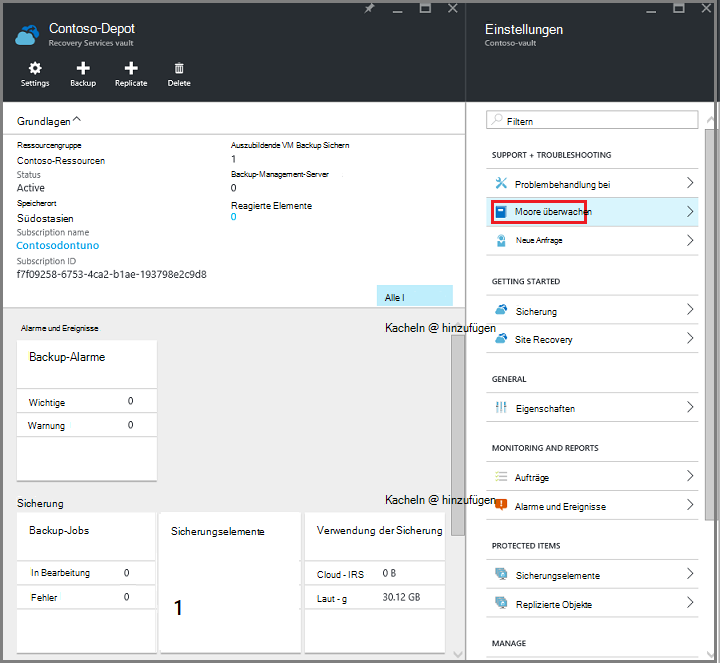 Contoso-Depot
Recovery Services vault
Settings
Backup
Replicate
Delete
Grundlagen
Ressourcengruppe
Contoso-Ressourcen
Status
Active
Speicherort
Südostasien
Subscription name
Contosodontuno
Subscription ID
f7f09258-6753-4ca2-b1ae-193798e2c9d8
Auszubildende VM Backup Sichern
1
Backup-Management-Server
0
Reagierte Elemente
0
Alle l
Alarme und Ereignisse
Kacheln @ hinzufügen
Backup-Alarme
Wichtige 0
Warnung 0
Sicherung
Kacheln @ hinzufügen
Backup-Jobs
In Bearbeitung 0
Fehler 0
Sicherungselemente
1
Verwendung der Sicherung
Cloud - IRS 0 B
Laut - g 30.12 GB
Einstellungen
Contoso-vault
Filtern
SUPPORT + TROUBLESHOOTING
Problembehandlung bei
Moore überwachen
Neue Anfrage
GETTING STARTED
Sicherung
Site Recovery
GENERAL
Eigenschaften
MONITORING AND REPORTS
Aufträge
Alarme und Ereignisse
PROTECTED ITEMS
Sicherungselemente
Replizierte Objekte
MANAGE